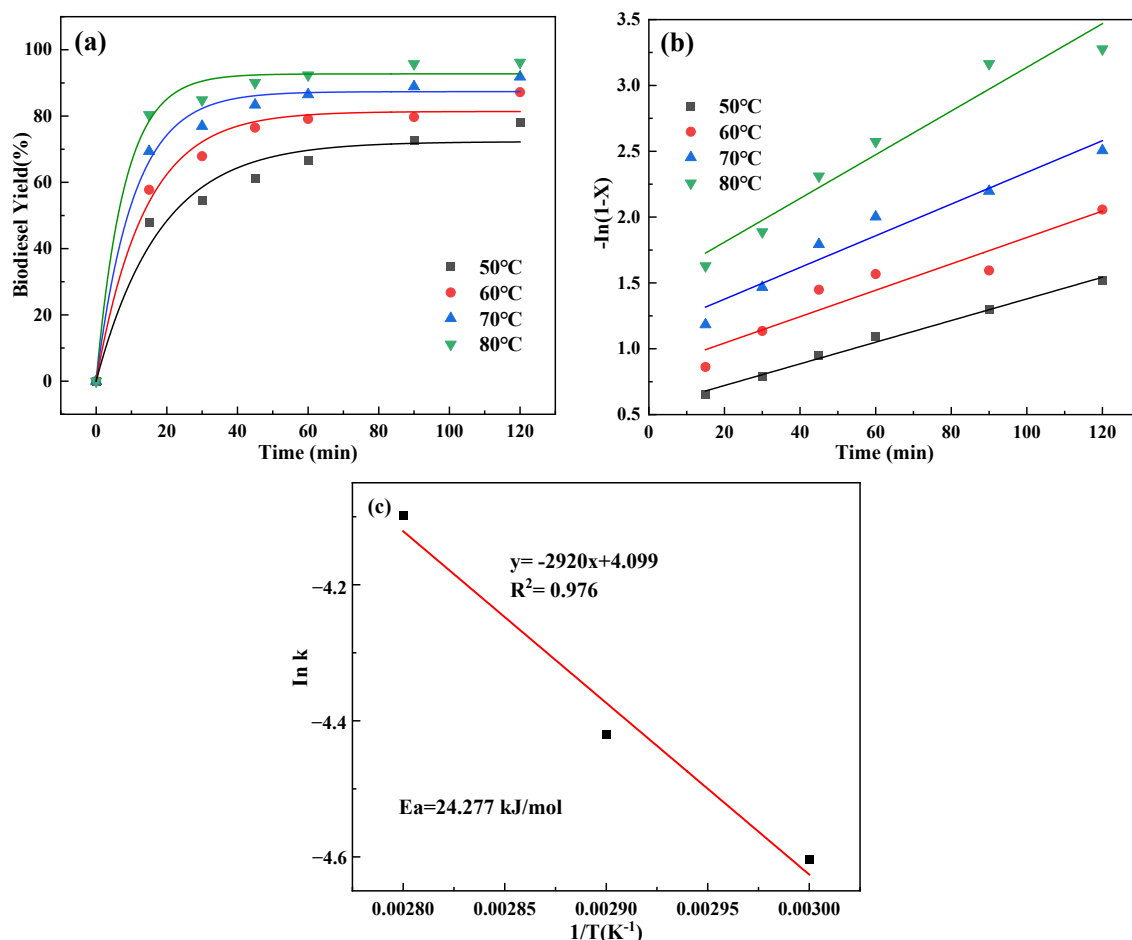 (a)
100
80
60
40
20
0
Biodiesel Yield(%)
50°C
60°C
70°C
80°C
0 20 40 60 80 100 120
Time (min)
(b)
3.5
3.0
2.5
2.0
1.5
1.0
0.5
-In(1-X)
50°C
60°C
70°C
80°C
0 20 40 60 80 100 120
Time (min)
(c)
y= -2920x+4.099
R²= 0.976
−4.2
−4.4
−4.6
In k
Ea=24.277 kJ/mol
0.00280 0.00285 0.00290 0.00295 0.00300
1/T(K⁻¹)